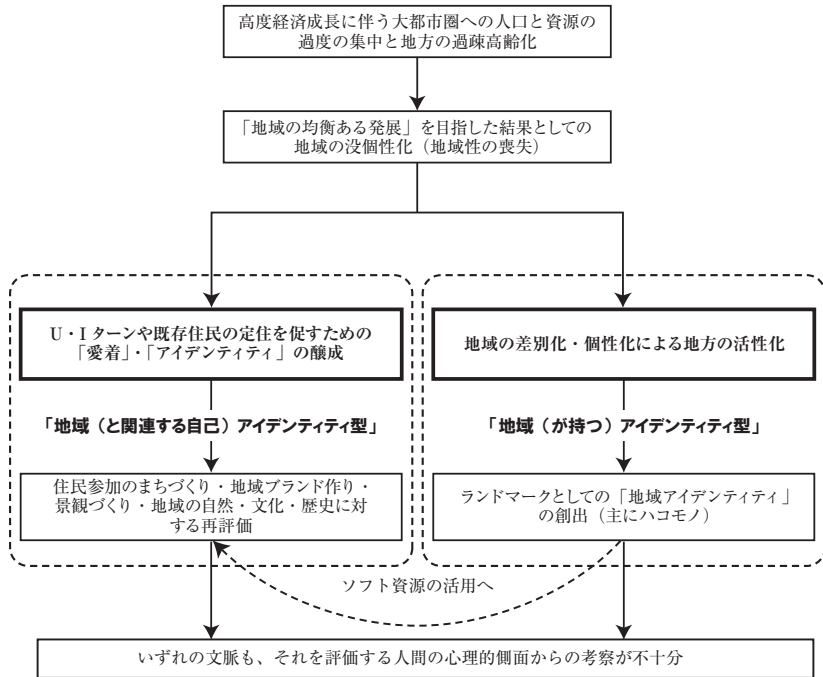 高度経済成長に伴う大都市圏への人口と資源の
過度の集中と地方の過疎高齢化
「地域の均衡ある発展」を目指した結果としての
地域の没個性化（地域性の喪失）
U・Iターンや既存住民の定住を促すための
「愛着」・「アイデンティティ」の醸成
「地域（と関連する自己）アイデンティティ型」
住民参加のまちづくり・地域ブランド作り・
景観づくり・地域の自然・文化・歴史に対
する再評価
地域の差別化・個性化による地方の活性化
「地域（が持つ）アイデンティティ型」
ランドマークとしての「地域アイデンティティ」
の創出（主にハコモノ）
ソフト資源の活用へ
いずれの文脈も、それを評価する人間の心理的側面からの考察が不十分